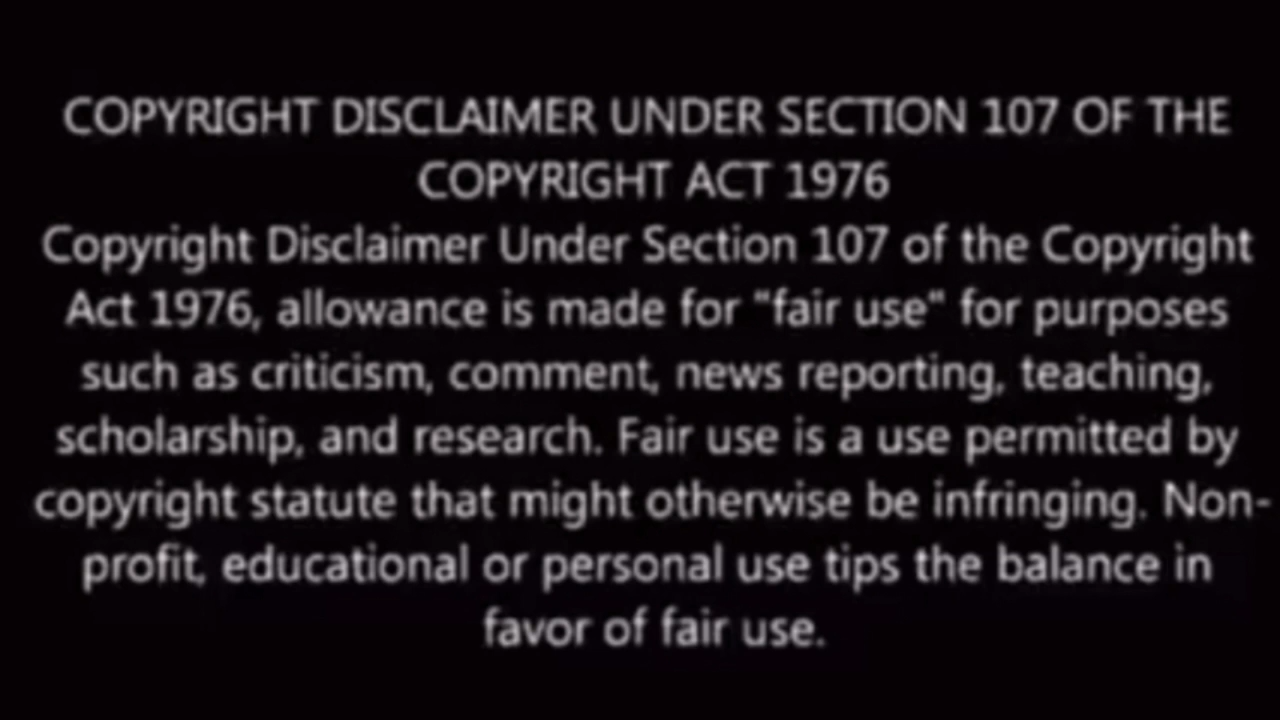 COPYRIGHT DISCLAIMER UNDER SECTION 107 OF THE
COPYRIGHT ACT 1976
Copyright Disclaimer Under Section 107 of the Copyright
Act 1976, allowance is made for "fair use" for purposes
such as criticism, comment, news reporting, teaching,
scholarship, and research. Fair use is a use permitted by
copyright statute that might otherwise be infringing. Non-
profit, educational or personal use tips the balance in
favor of fair use.